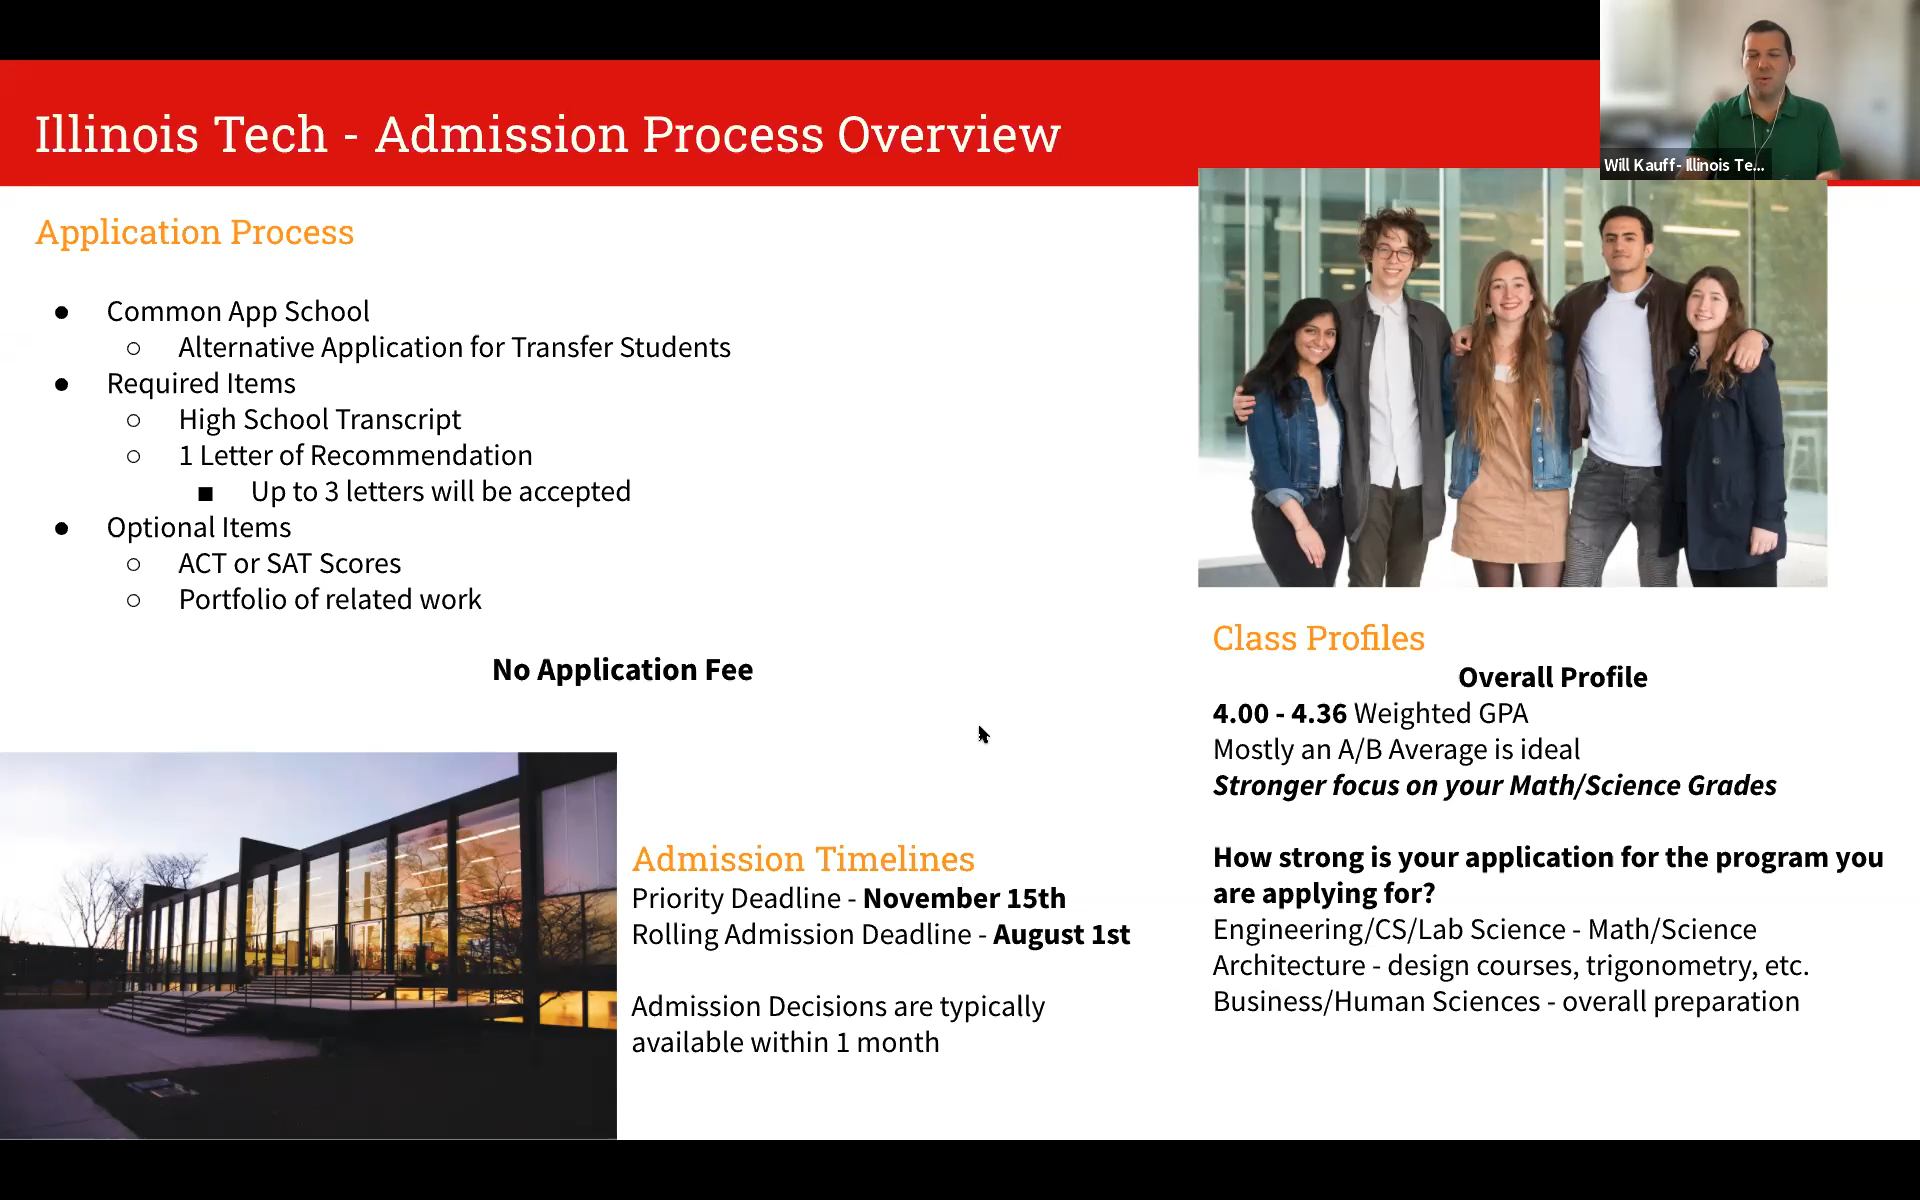 Illinois Tech - Admission Process Overview
Will Kauff- Illinois Te...
Application Process
● Common App School
○ Alternative Application for Transfer Students
● Required Items
○ High School Transcript
○ 1 Letter of Recommendation
■ Up to 3 letters will be accepted
● Optional Items
○ ACT or SAT Scores
○ Portfolio of related work
No Application Fee
Admission Timelines
Priority Deadline - November 15th
Rolling Admission Deadline - August 1st
Admission Decisions are typically
available within 1 month
Class Profiles
Overall Profile
4.00 - 4.36 Weighted GPA
Mostly an A/B Average is ideal
Stronger focus on your Math/Science Grades
How strong is your application for the program you
are applying for?
Engineering/CS/Lab Science - Math/Science
Architecture - design courses, trigonometry, etc.
Business/Human Sciences - overall preparation